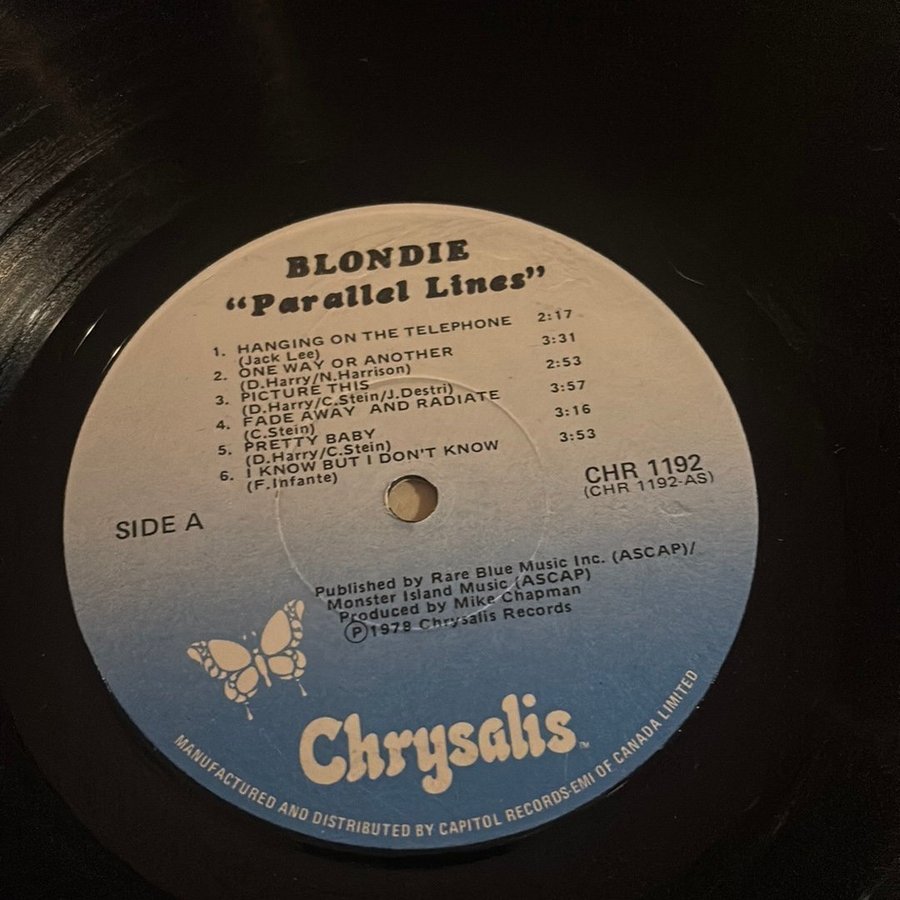 BLONDIE
“Parallel Lines”
1. HANGING ON THE TELEPHONE 2:17
(Jack Lee)
2. ONE WAY OR ANOTHER 3:31
(D.Harry/N.Harrison)
3. PICTURE THIS 2:53
(D.Harry/C.Stein/J.Destri)
4. FADE AWAY AND RADIATE 3:57
(C.Stein)
5. PRETTY BABY 3:16
(D.Harry/C.Stein)
6. I KNOW BUT I DON'T KNOW 3:53
(F.Infante)
CHR 1192
(CHR 1192-AS)
SIDE A
Published by Rare Blue Music Inc. (ASCAP)/
Monster Island Music (ASCAP)
Produced by Mike Chapman
Ⓟ1978 Chrysalis Records
Chrysalis™
MANUFACTURED AND DISTRIBUTED BY CAPITOL RECORDS-EMI OF CANADA LIMITED